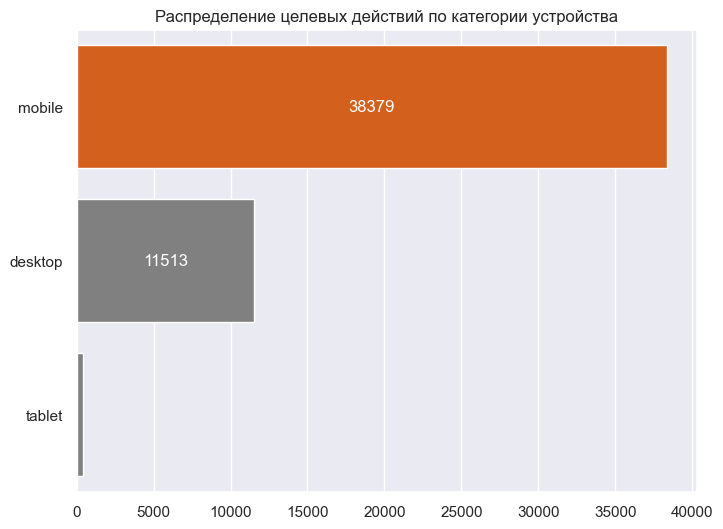 Распределение целевых действий по категории устройства
mobile
38379
desktop
11513
tablet
0 5000 10000 15000 20000 25000 30000 35000 40000